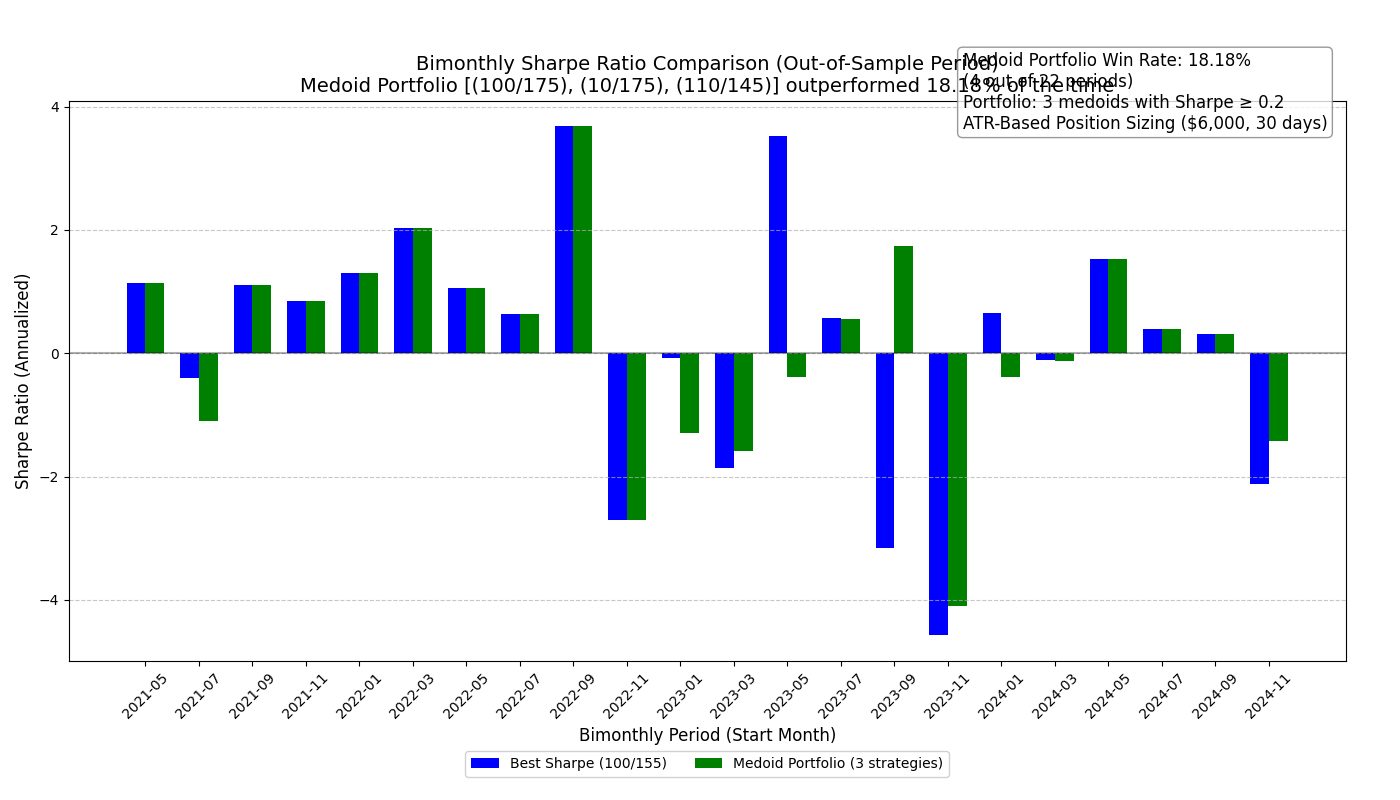 Bimonthly Sharpe Ratio Comparison (Out-of-Sample Period)
Medoid Portfolio [(100/175), (10/175), (110/145)] outperformed 18.18% of the time
Medoid Portfolio Win Rate: 18.18%
(4 out of 22 periods)
Portfolio: 3 medoids with Sharpe ≥ 0.2
ATR-Based Position Sizing ($6,000, 30 days)
Sharpe Ratio (Annualized)
4
2
0
−2
−4
2021-05
2021-07
2021-09
2021-11
2022-01
2022-03
2022-05
2022-07
2022-09
2022-11
2023-01
2023-03
2023-05
2023-07
2023-09
2023-11
2024-01
2024-03
2024-05
2024-07
2024-09
2024-11
Bimonthly Period (Start Month)
Best Sharpe (100/155)
Medoid Portfolio (3 strategies)